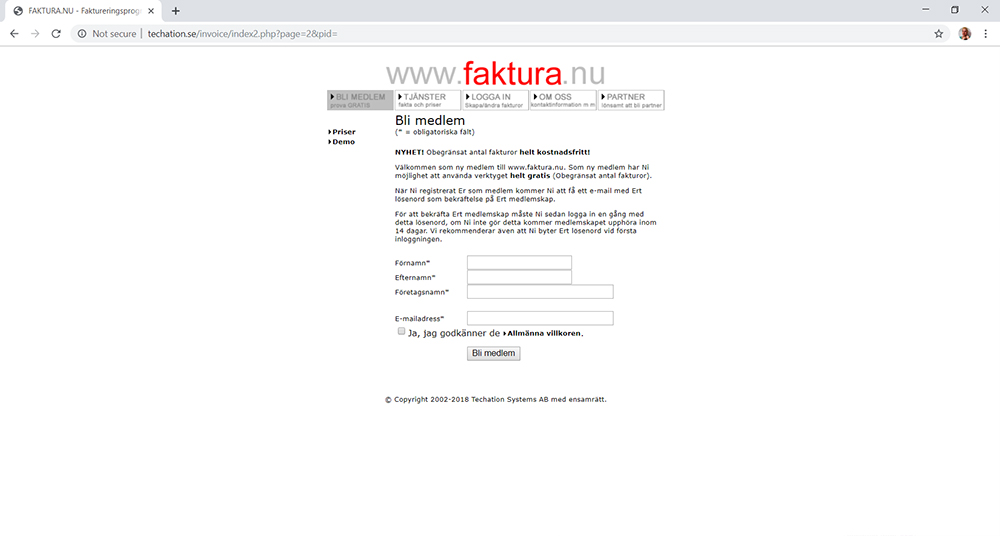 FAKTURA.NU - Faktureringsprogr
Not secure | techation.se/invoice/index2.php?page=2&pid=
www.faktura.nu
BLI MEDLEM
prova GRATIS
TJÄNSTER
fakta och priser
LOGGA IN
Skapa/ändra fakturor
OM OSS
kontaktinformation m m
PARTNER
lönsamt att bli partner
Priser
Demo
Bli medlem
(* = obligatoriska fält)
NYHET! Obegränsat antal fakturor helt kostnadsfritt!
Välkommen som ny medlem till www.faktura.nu. Som ny medlem har Ni
möjlighet att använda verktyget helt gratis (Obegränsat antal fakturor).
När Ni registrerat Er som medlem kommer Ni att få ett e-mail med Ert
lösenord som bekräftelse på Ert medlemskap.
För att bekräfta Ert medlemskap måste Ni sedan logga in en gång med
detta lösenord, om Ni inte gör detta kommer medlemskapet upphöra inom
14 dagar. Vi rekommenderar även att Ni byter Ert lösenord vid första
inloggningen.
Förnamn*
Efternamn*
Företagsnamn*
E-mailadress*
Ja, jag godkänner de Allmänna villkoren.
Bli medlem
© Copyright 2002-2018 Techation Systems AB med ensamrätt.